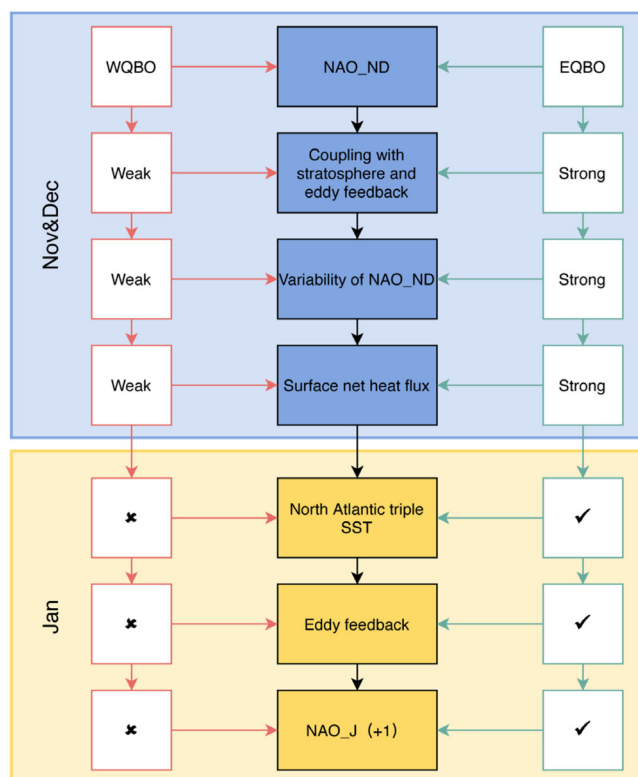 WQBO
NAO_ND
EQBO
Weak
Coupling with
stratosphere and
eddy feedback
Strong
Nov&Dec
Weak
Variability of NAO_ND
Strong
Weak
Surface net heat flux
Strong
✘
North Atlantic triple
SST
✓
Jan
✘
Eddy feedback
✓
✘
NAO_J (+1)
✓